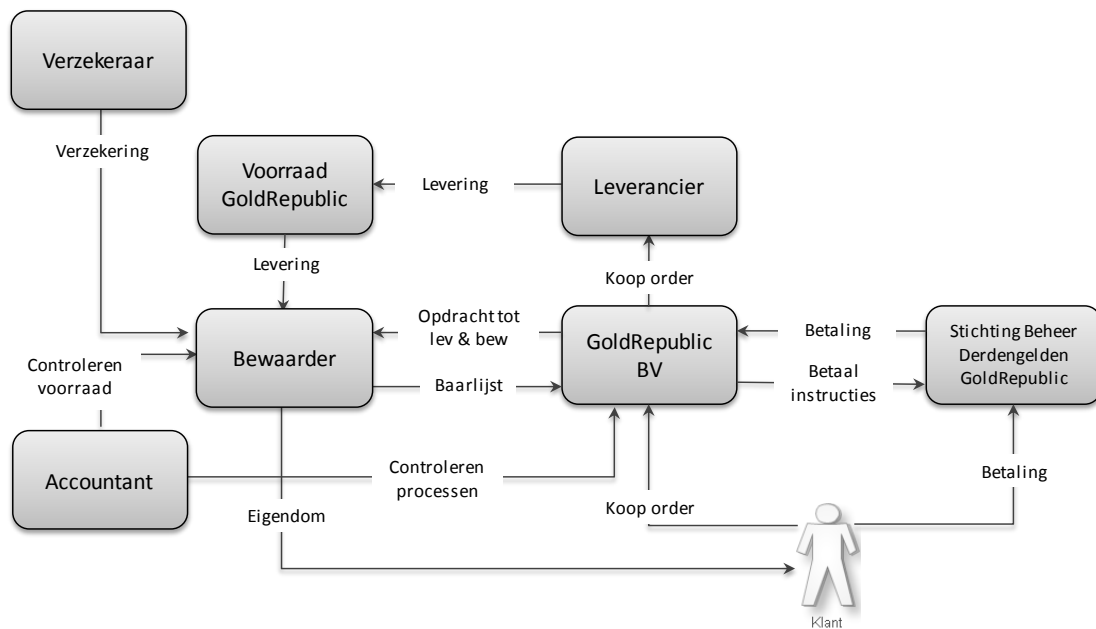 Verzekeraar
Verzekering
Voorraad
GoldRepublic
Levering
Leverancier
Levering
Koop order
Opdracht tot
lev & bew
Bewaarder
GoldRepublic
BV
Betaling
Stichting Beheer
Derdengelden
GoldRepublic
Controleren
voorraad
Baarlijst
Betaal
instructies
Accountant
Controleren
processen
Betaling
Eigendom
Koop order
Klant